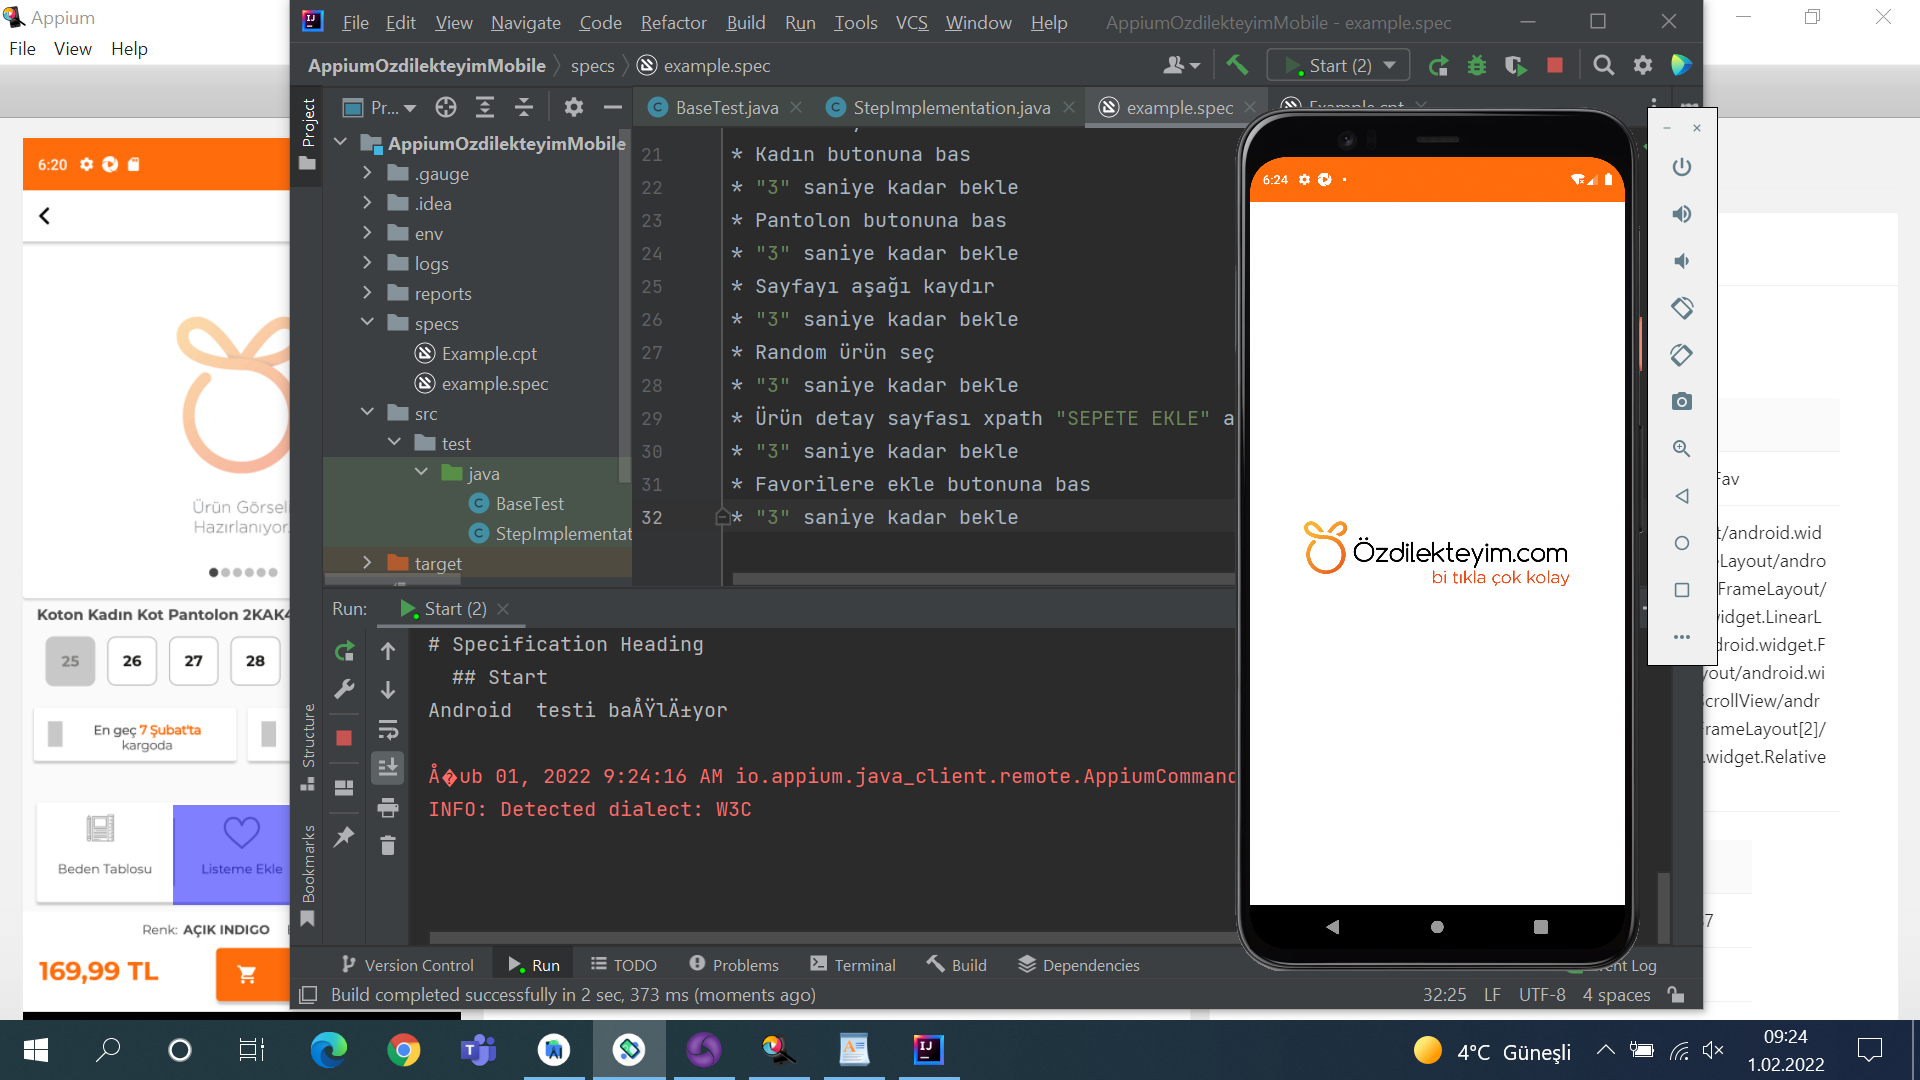 Appium
File View Help
6:20
Ürün Görsel
Hazırlanıyor.
Koton Kadın Kot Pantolon 2KAK4
25 26 27 28
En geç 7 Şubat'ta
kargoda
Beden Tablosu
Listeme Ekle
Renk: AÇIK INDIGO
169,99 TL
File Edit View Navigate Code Refactor Build Run Tools VCS Window Help
AppiumOzdilekteyimMobile - example.spec
AppiumOzdilekteyimMobile specs example.spec
Start (2)
Project
Pr...
AppiumOzdilekteyimMobile
.gauge
.idea
env
logs
reports
specs
Example.cpt
example.spec
src
test
java
BaseTest
StepImplementat
target
Structure
Bookmarks
BaseTest.java StepImplementation.java example.spec Example.cpt
21 * Kadın butonuna bas
22 * "3" saniye kadar bekle
23 * Pantolon butonuna bas
24 * "3" saniye kadar bekle
25 * Sayfayı aşağı kaydır
26 * "3" saniye kadar bekle
27 * Random ürün seç
28 * "3" saniye kadar bekle
29 * Ürün detay sayfası xpath "SEPETE EKLE" a
30 * "3" saniye kadar bekle
31 * Favorilere ekle butonuna bas
32 * "3" saniye kadar bekle
Run: Start (2)
# Specification Heading
## Start
Android testi baÅŸlÄ±yor
Å�ub 01, 2022 9:24:16 AM io.appium.java_client.remote.AppiumCommand
INFO: Detected dialect: W3C
Version Control Run TODO Problems Terminal Build Dependencies
ent Log
Build completed successfully in 2 sec, 373 ms (moments ago)
32:25 LF UTF-8 4 spaces
6:24
Özdilekteyim.com
bi tıkla çok kolay
Fav
t/android.wid
eLayout/andro
FrameLayout/
widget.LinearL
droid.widget.F
yout/android.wi
ScrollView/andr
FrameLayout[2]/
.widget.Relative
4°C Güneşli
09:24
1.02.2022